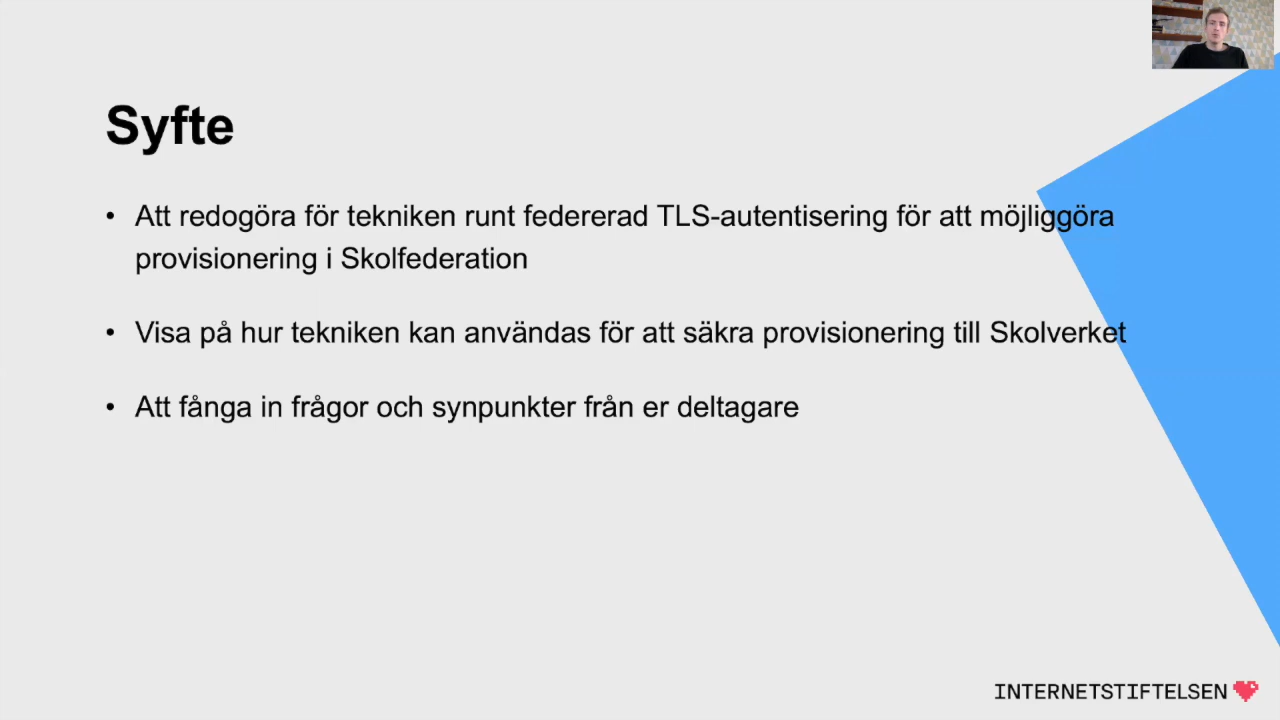 Syfte
• Att redogöra för tekniken runt federerad TLS-autentisering för att möjliggöra
provisionering i Skolfederation
• Visa på hur tekniken kan användas för att säkra provisionering till Skolverket
• Att fånga in frågor och synpunkter från er deltagare
INTERNETSTIFTELSEN